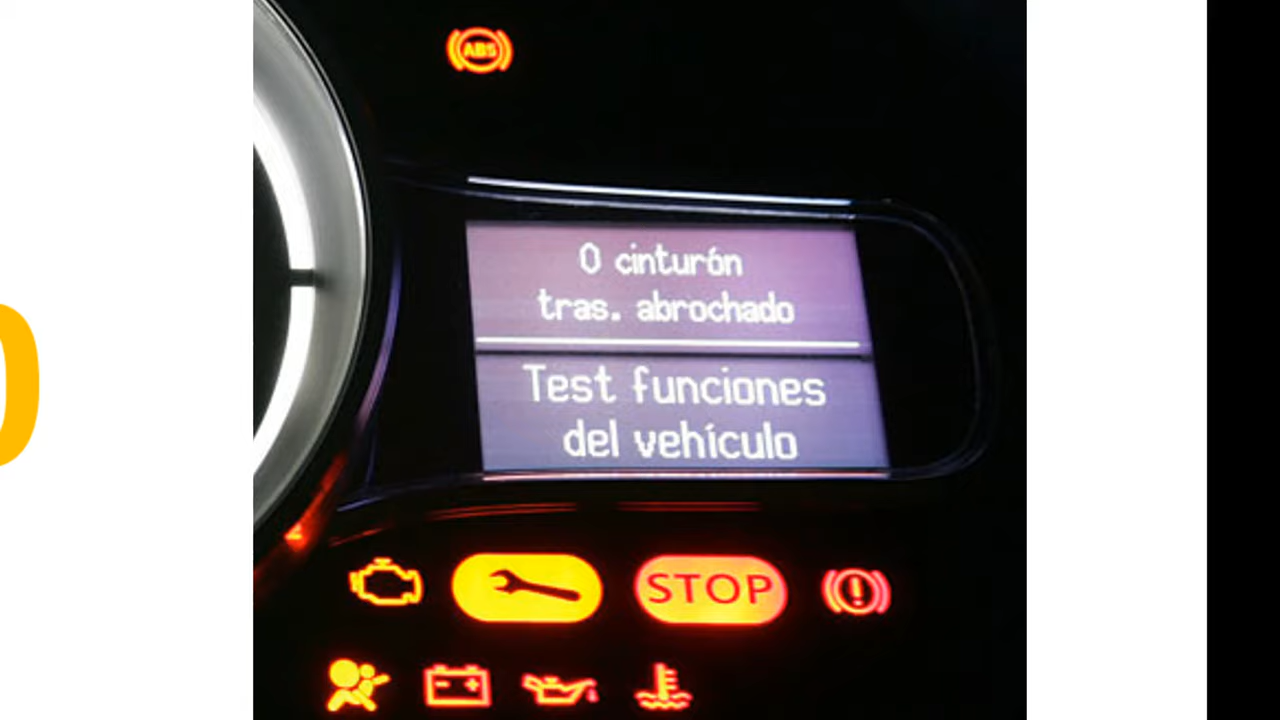 ABS
0 cinturón
tras. abrochado
Test funciones
del vehículo
STOP